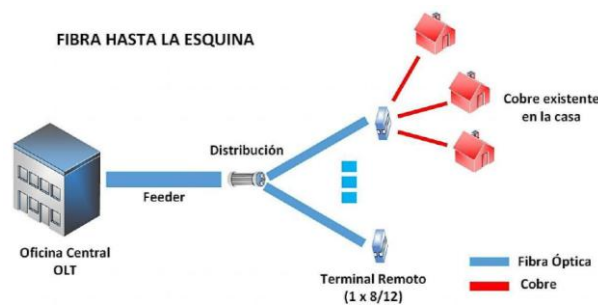 FIBRA HASTA LA ESQUINA
Cobre existente
en la casa
Distribución
Feeder
Oficina Central
OLT
Terminal Remoto
(1 x 8/12)
Fibra Óptica
Cobre